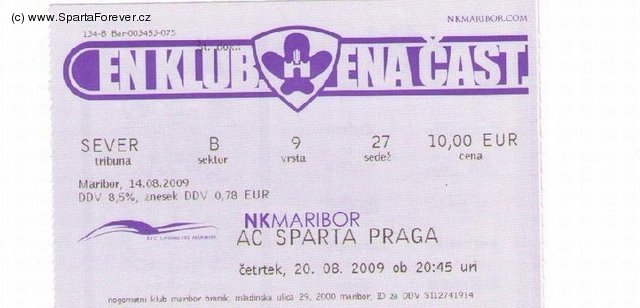 (c) www.SpartaForever.cz
NKMARIBOR.COM
EN KLUB. ENA ČAST.
SEVER B 9 27 10,00 EUR
tribuna sektor vrsta sedež cena
Maribor, 14.08.2009
DDV 8,5%, znesek DDV 0,78 EUR
NKMARIBOR
AC SPARTA PRAGA
četrtek, 20. 08. 2009 ob 20:45 uri
nogometni klub maribor branik, mladinska ulica 29, 2000 maribor, ID za DDV SI12741914